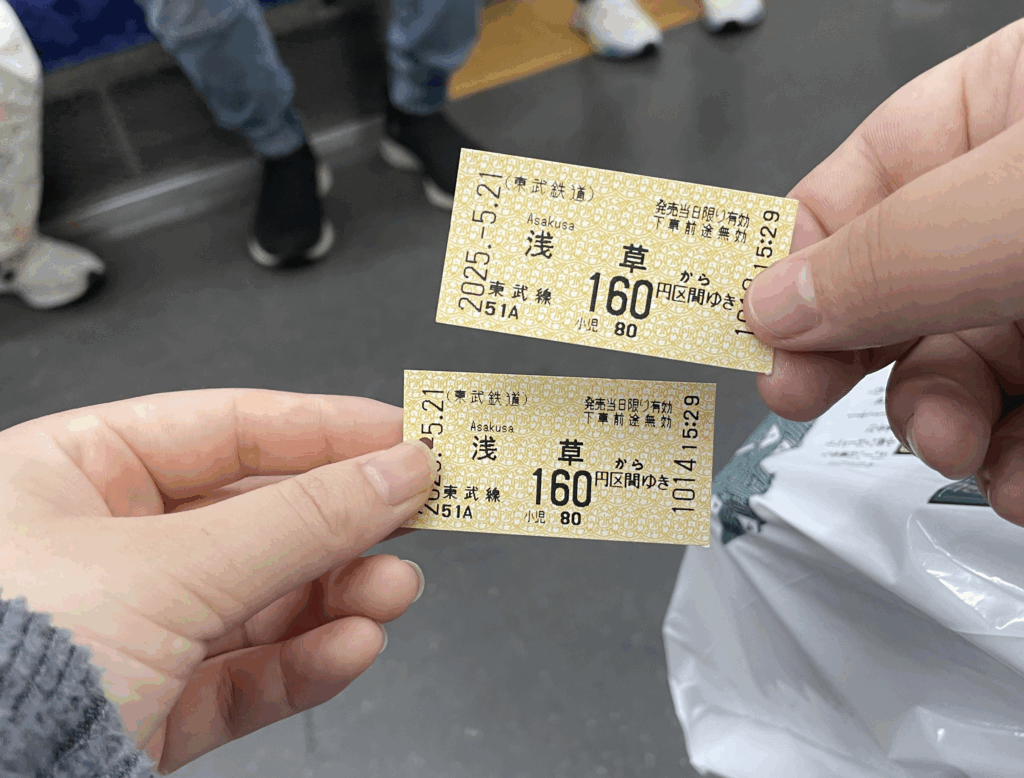 2025.-5.21
(東武鉄道)
発売当日限り有効
下車前途無効
Asakusa
浅草
から
160円区間ゆき
東武線
51A
小児 80
15:29
5.21
(東武鉄道)
発売当日限り有効
下車前途無効
Asakusa
浅草
から
160円区間ゆき
東武線
51A
小児 80
1014 15:29